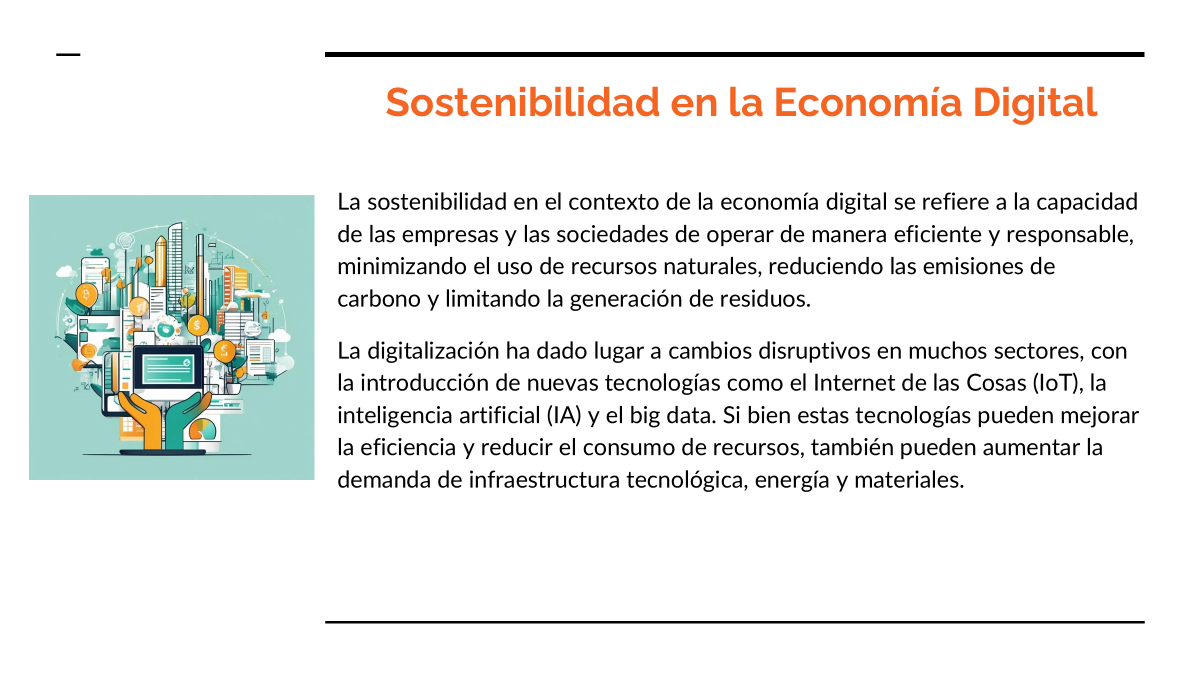 Sostenibilidad en la Economía Digital
La sostenibilidad en el contexto de la economía digital se refiere a la capacidad
de las empresas y las sociedades de operar de manera eficiente y responsable,
minimizando el uso de recursos naturales, reduciendo las emisiones de
carbono y limitando la generación de residuos.
La digitalización ha dado lugar a cambios disruptivos en muchos sectores, con
la introducción de nuevas tecnologías como el Internet de las Cosas (IoT), la
inteligencia artificial (IA) y el big data. Si bien estas tecnologías pueden mejorar
la eficiencia y reducir el consumo de recursos, también pueden aumentar la
demanda de infraestructura tecnológica, energía y materiales.